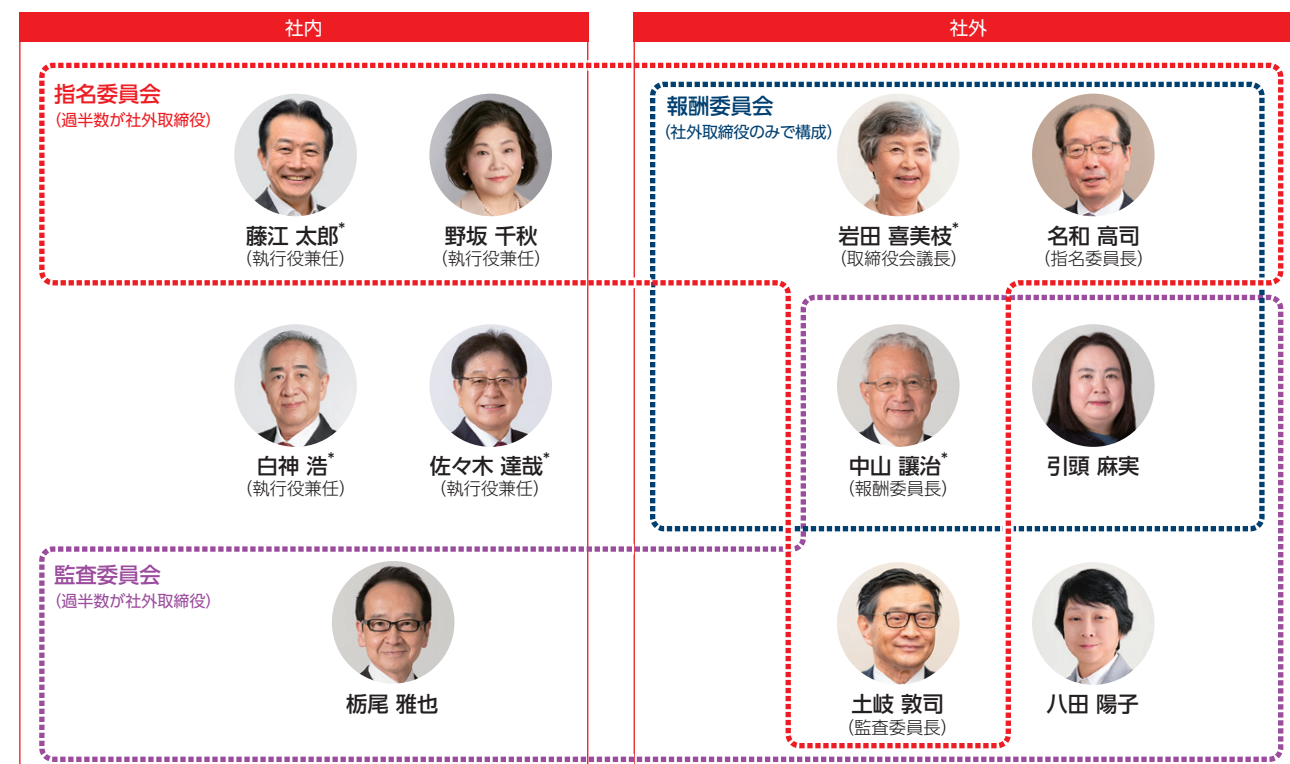 社内
社外
指名委員会
(過半数が社外取締役)
報酬委員会
(社外取締役のみで構成)
藤江 太郎*
(執行役兼任)
野坂 千秋
(執行役兼任)
岩田 喜美枝*
(取締役会議長)
名和 高司
(指名委員長)
白神 浩*
(執行役兼任)
佐々木 達哉*
(執行役兼任)
中山 讓治*
(報酬委員長)
引頭 麻実
監査委員会
(過半数が社外取締役)
栃尾 雅也
土岐 敦司
(監査委員長)
八田 陽子